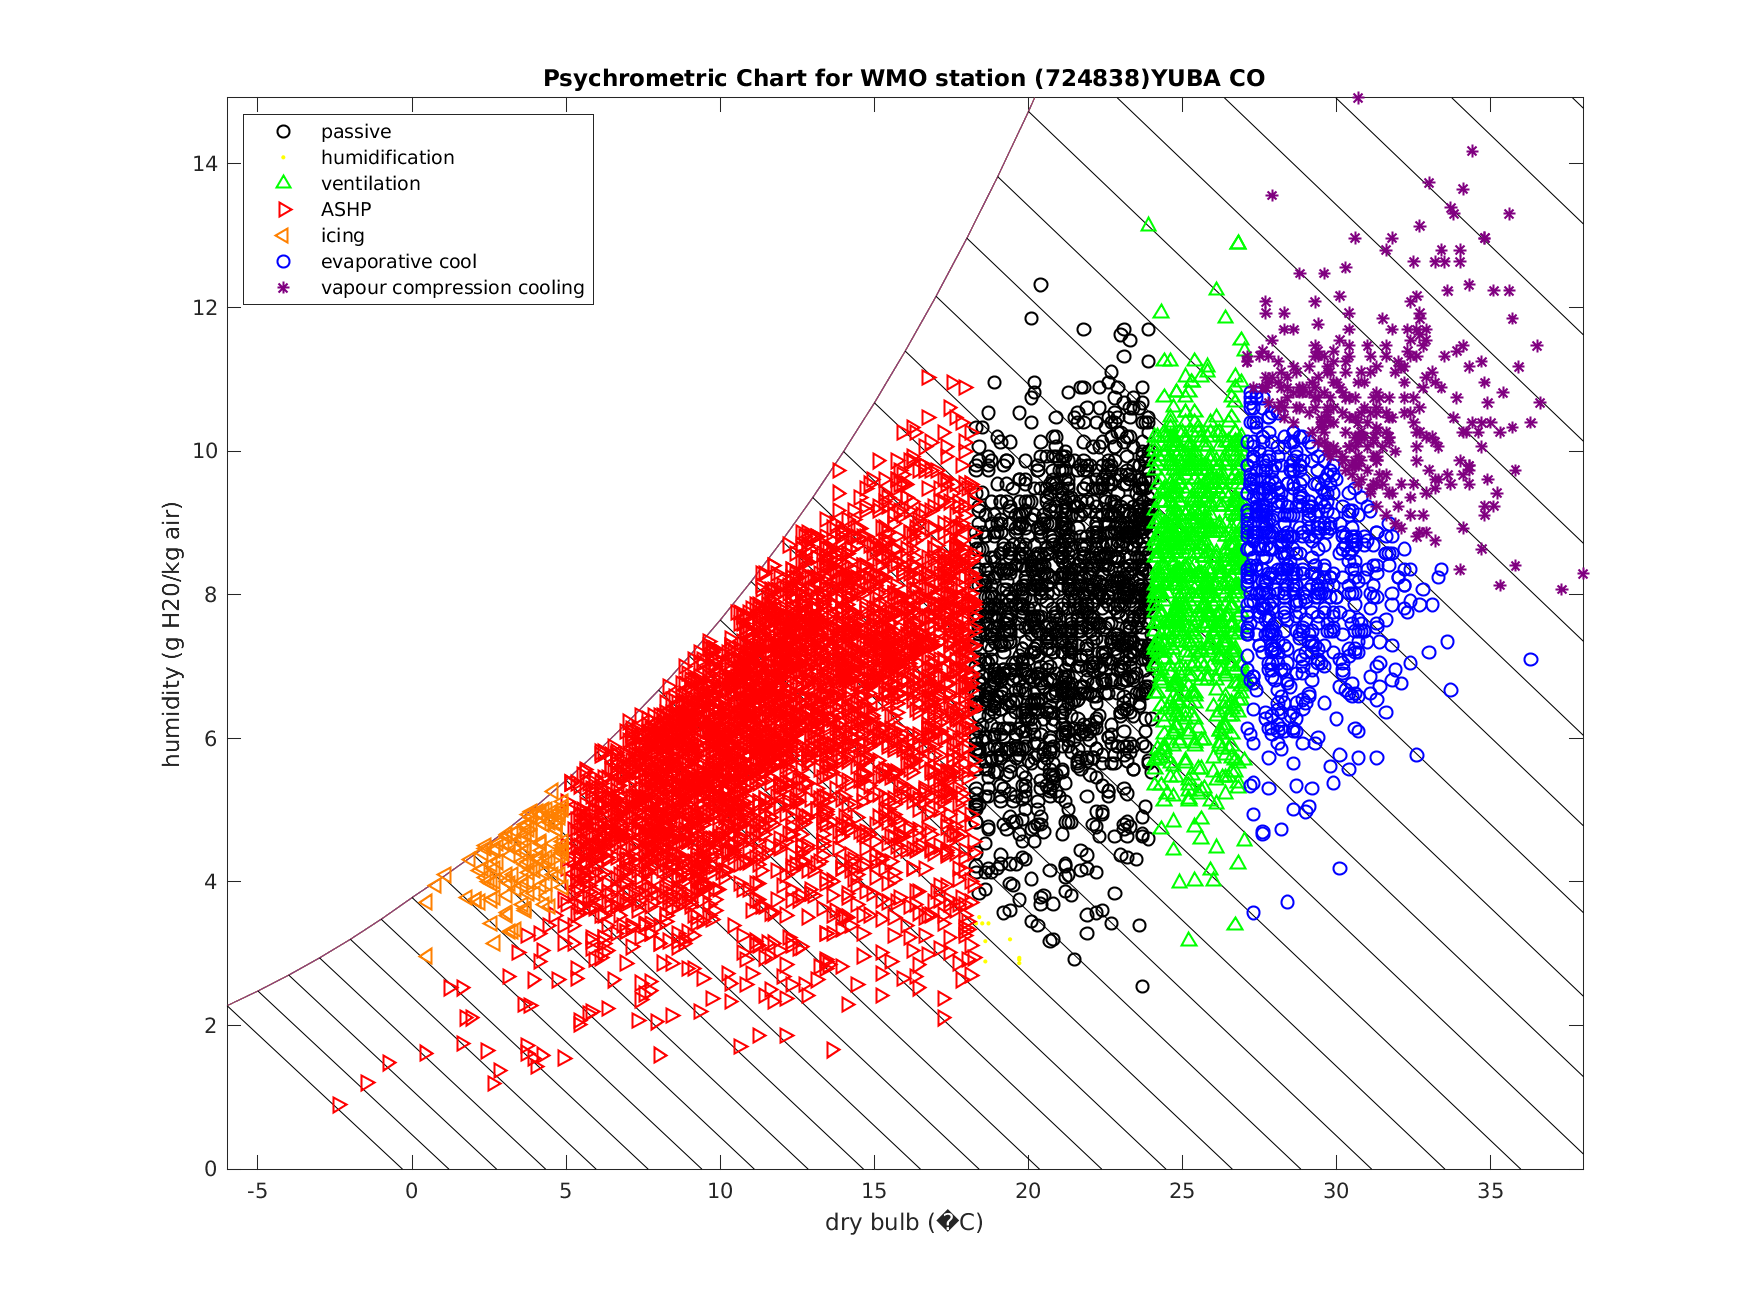 Psychrometric Chart for WMO station (724838)YUBA CO
passive
humidification
ventilation
ASHP
icing
evaporative cool
vapour compression cooling
humidity (g H20/kg air)
14
12
10
8
6
4
2
0
-5 0 5 10 15 20 25 30 35
dry bulb (�C)